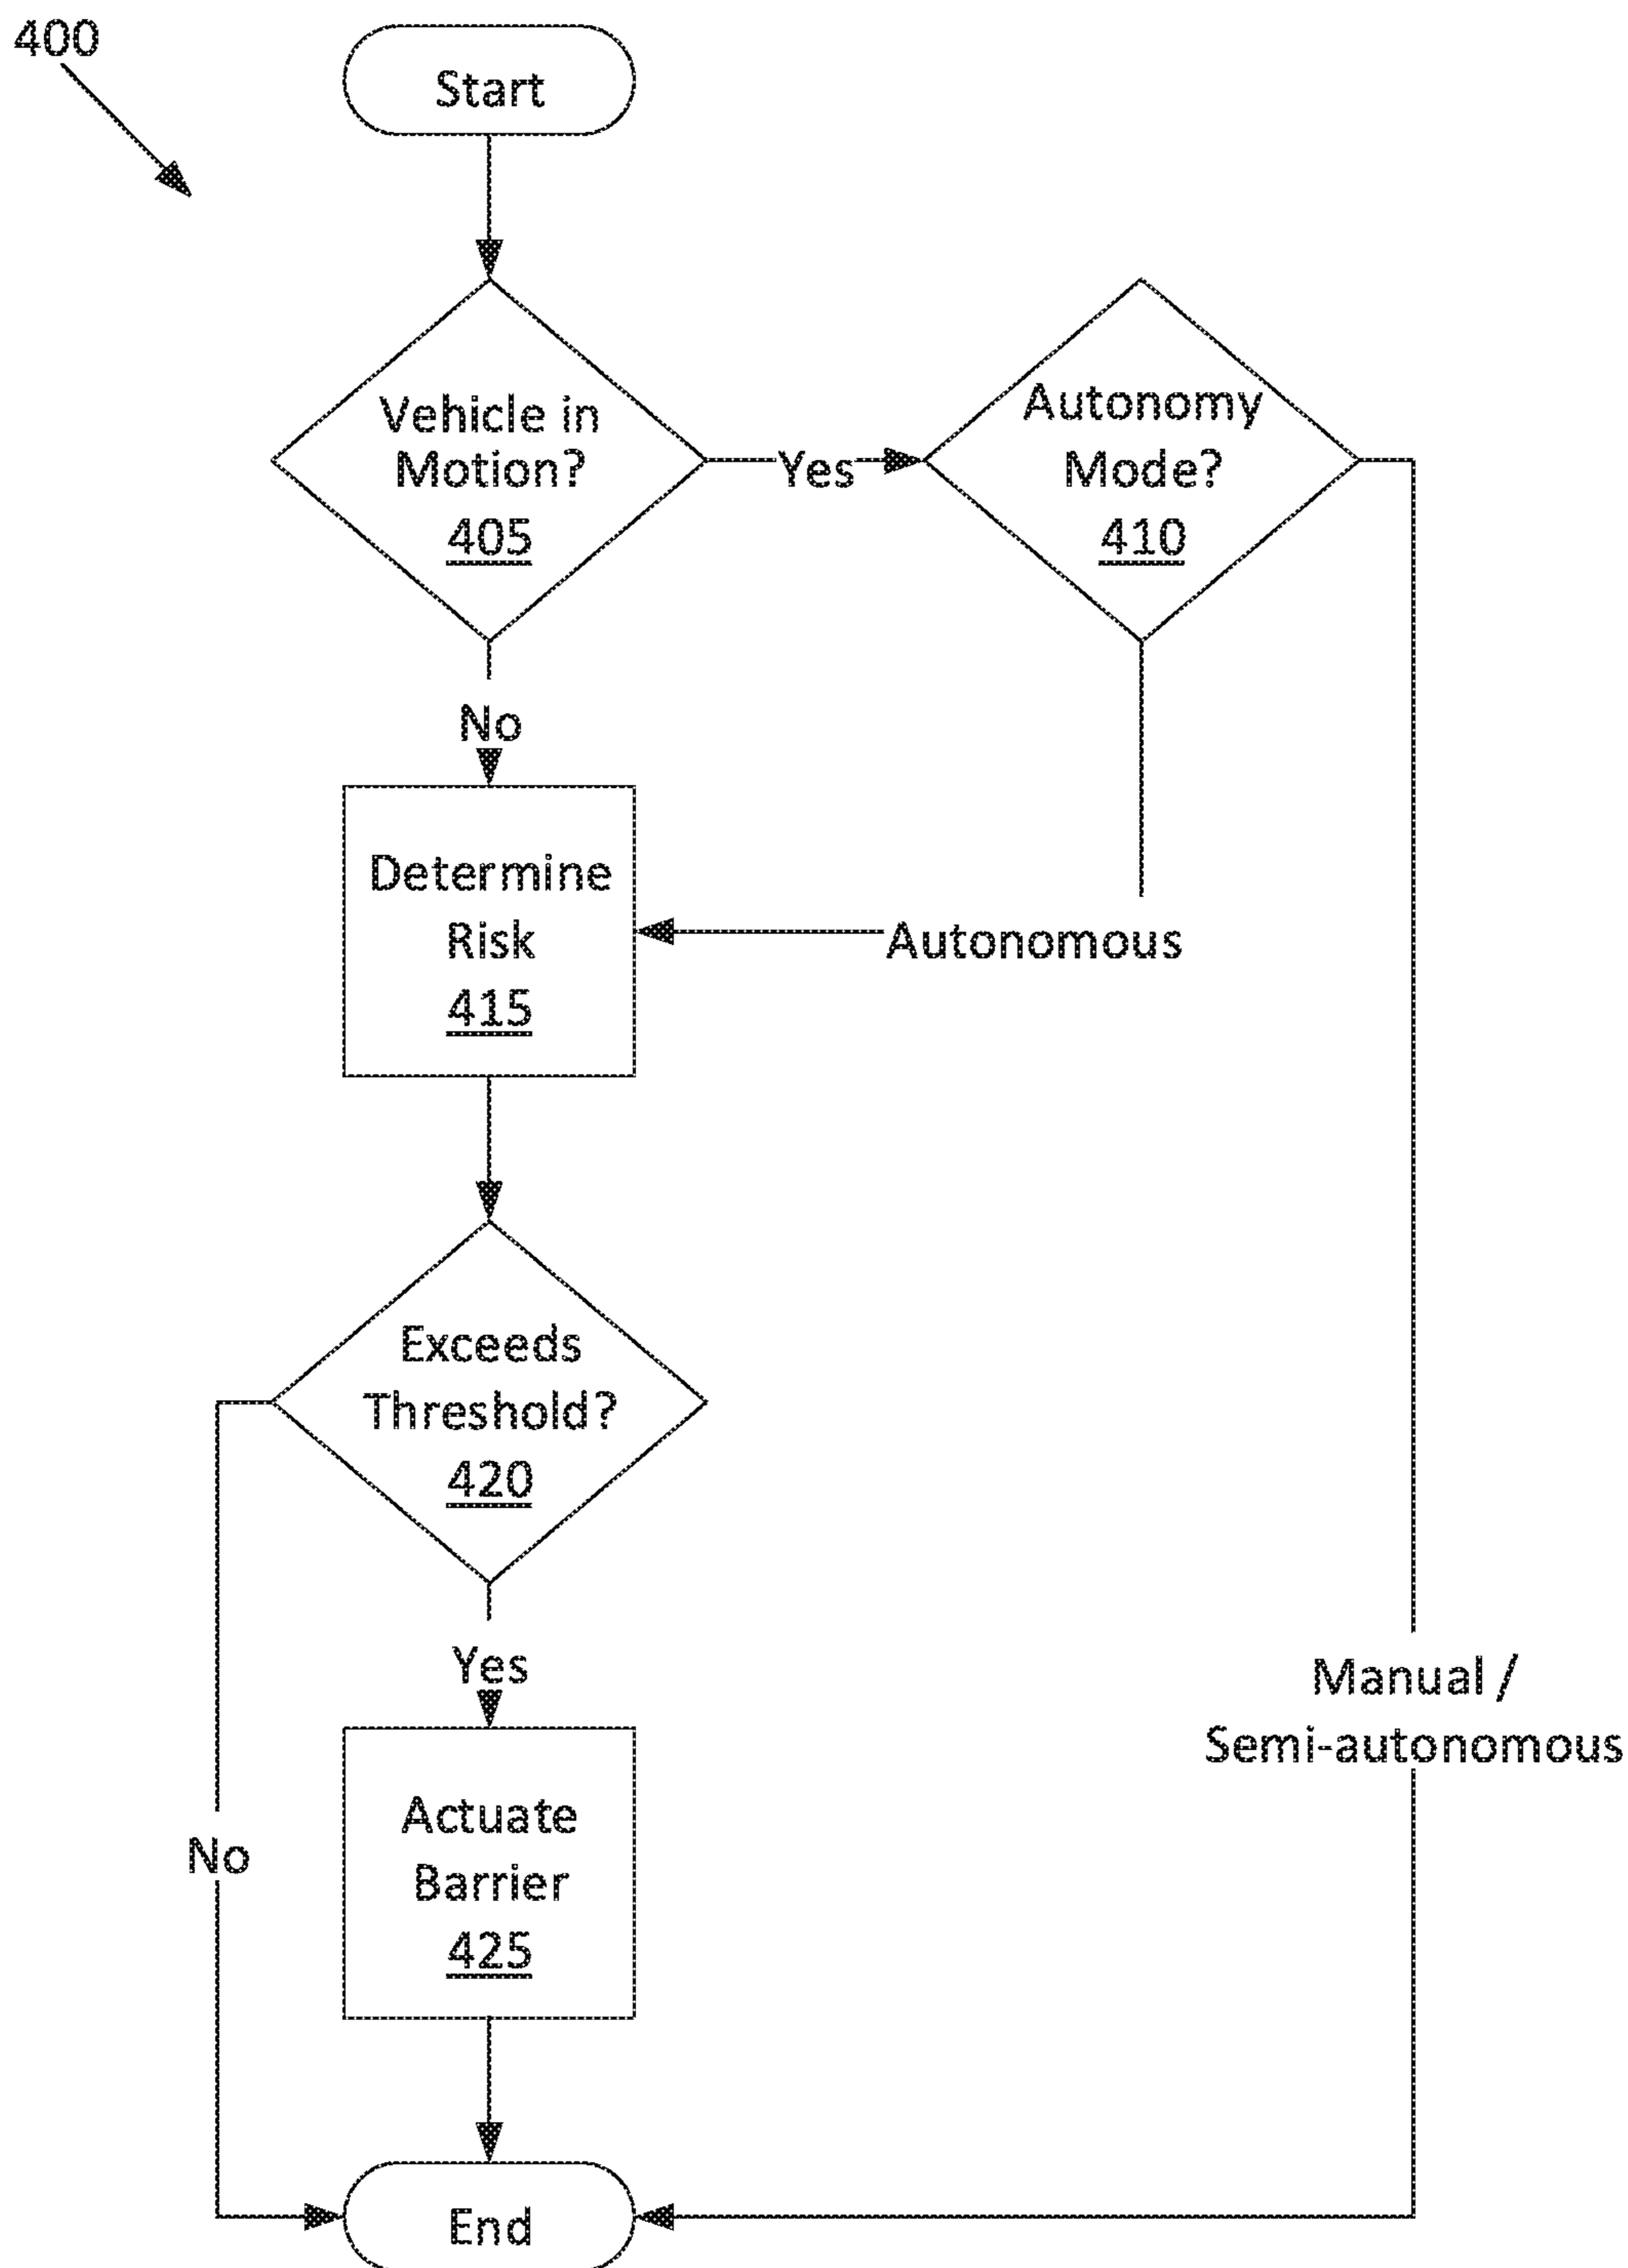 400
Start
Vehicle in
Motion?
405
Yes
Autonomy
Mode?
410
No
Determine
Risk
415
Autonomous
Exceeds
Threshold?
420
Yes
Manual /
Semi-autonomous
Actuate
Barrier
425
No
End